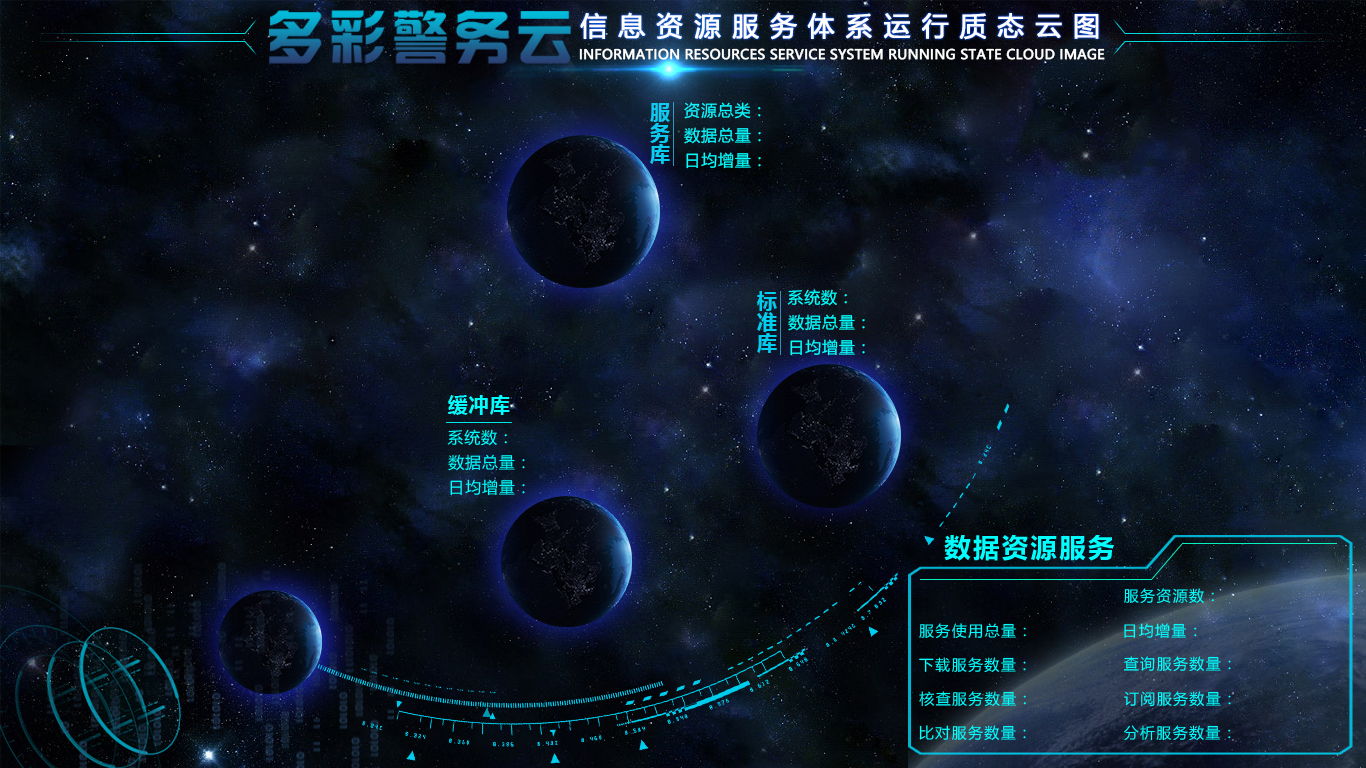 多彩警务云 信息资源服务体系运行质态云图
INFORMATION RESOURCES SERVICE SYSTEM RUNNING STATE CLOUD IMAGE
服务库
资源总类：
数据总量：
日均增量：
标准库
系统数：
数据总量：
日均增量：
缓冲库
系统数：
数据总量：
日均增量：
数据资源服务
服务资源数：
服务使用总量： 日均增量：
下载服务数量： 查询服务数量：
核查服务数量： 订阅服务数量：
比对服务数量： 分析服务数量：